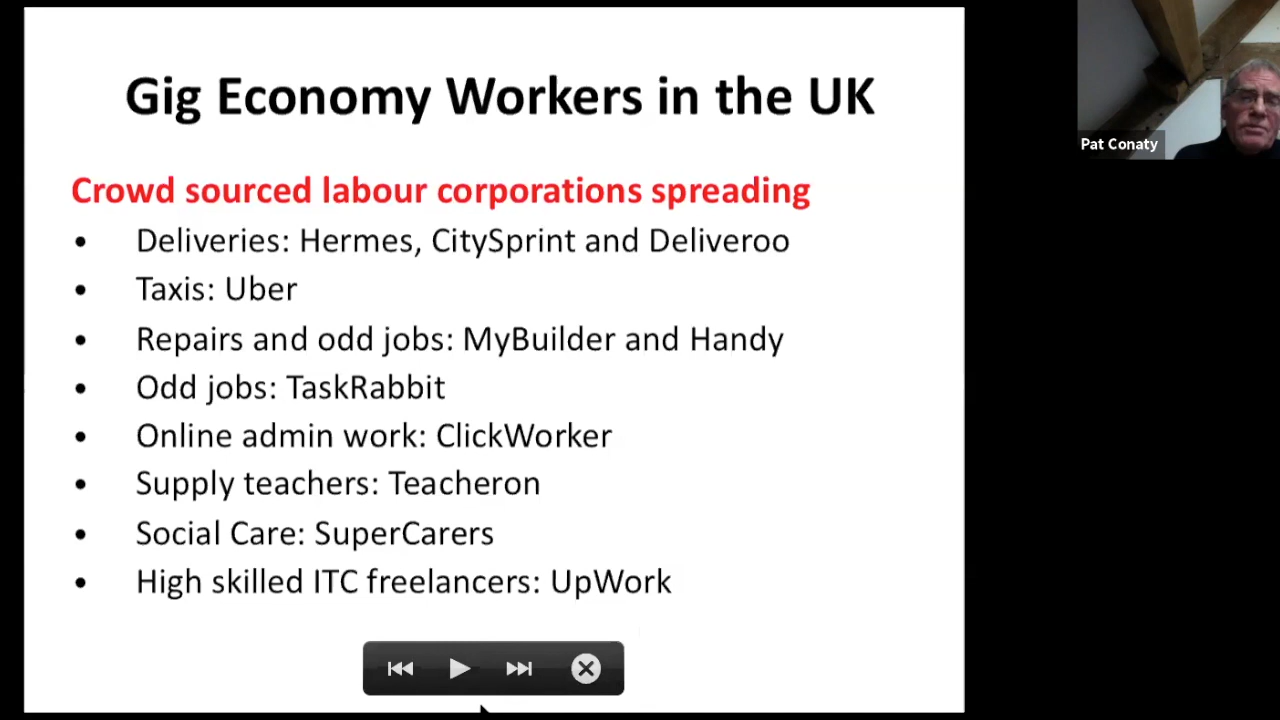 Gig Economy Workers in the UK
Crowd sourced labour corporations spreading
• Deliveries: Hermes, CitySprint and Deliveroo
• Taxis: Uber
• Repairs and odd jobs: MyBuilder and Handy
• Odd jobs: TaskRabbit
• Online admin work: ClickWorker
• Supply teachers: Teacheron
• Social Care: SuperCarers
• High skilled ITC freelancers: UpWork
Pat Conaty